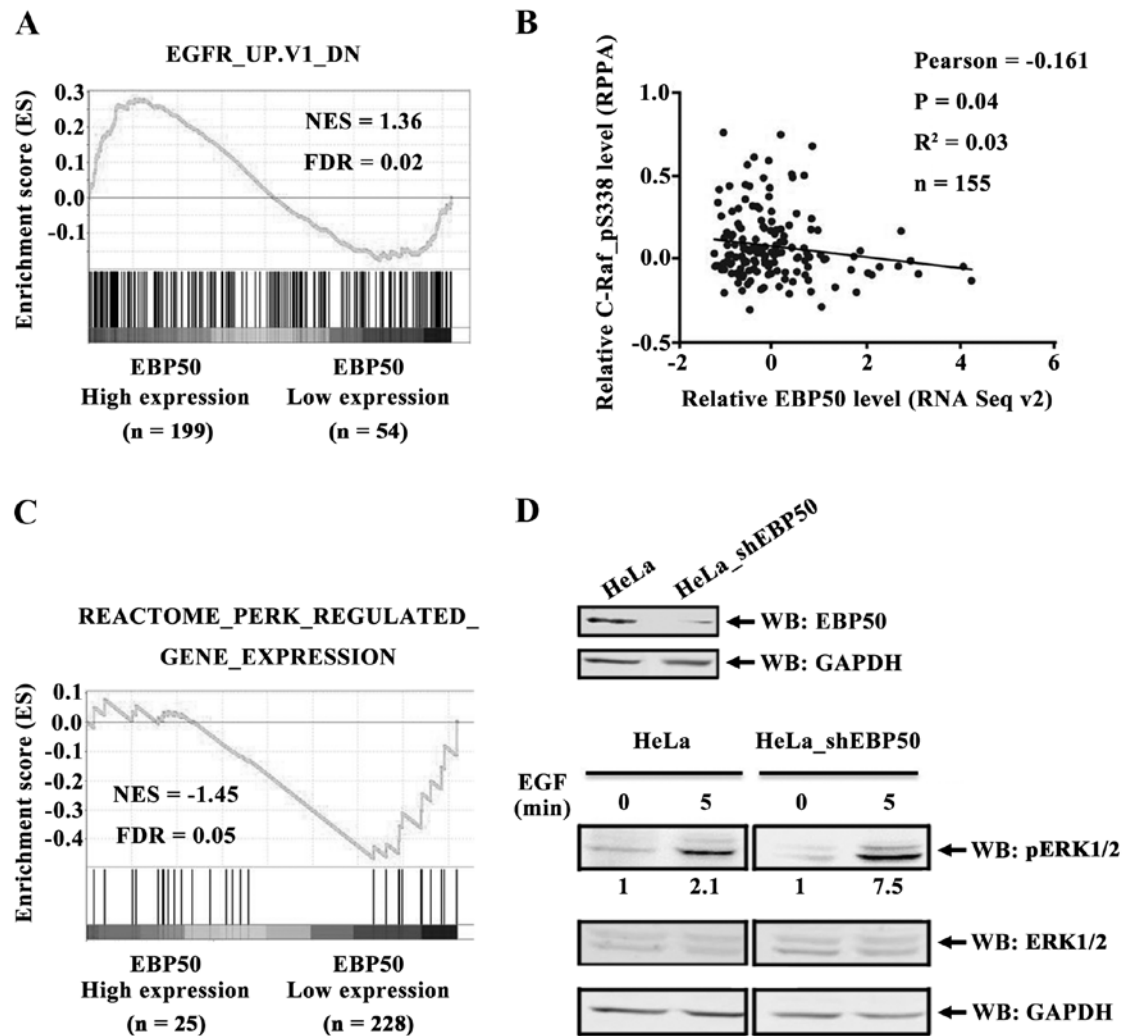 A
EGFR_UP.V1_DN
Enrichment score (ES)
0.3
0.2
0.1
0.0
-0.1
NES = 1.36
FDR = 0.02
EBP50 EBP50
High expression Low expression
(n = 199) (n = 54)
B
Pearson = -0.161
P = 0.04
R² = 0.03
n = 155
Relative C-Raf_pS338 level (RPPA)
1.0
0.5
0.0
-0.5
-2 0 2 4 6
Relative EBP50 level (RNA Seq v2)
C
REACTOME_PERK_REGULATED_
GENE_EXPRESSION
Enrichment score (ES)
0.1
0.0
-0.1
-0.2
-0.3
-0.4
NES = -1.45
FDR = 0.05
EBP50 EBP50
High expression Low expression
(n = 25) (n = 228)
D
HeLa HeLa_shEBP50
WB: EBP50
WB: GAPDH
HeLa HeLa_shEBP50
EGF
(min) 0 5 0 5
WB: pERK1/2
1 2.1 1 7.5
WB: ERK1/2
WB: GAPDH